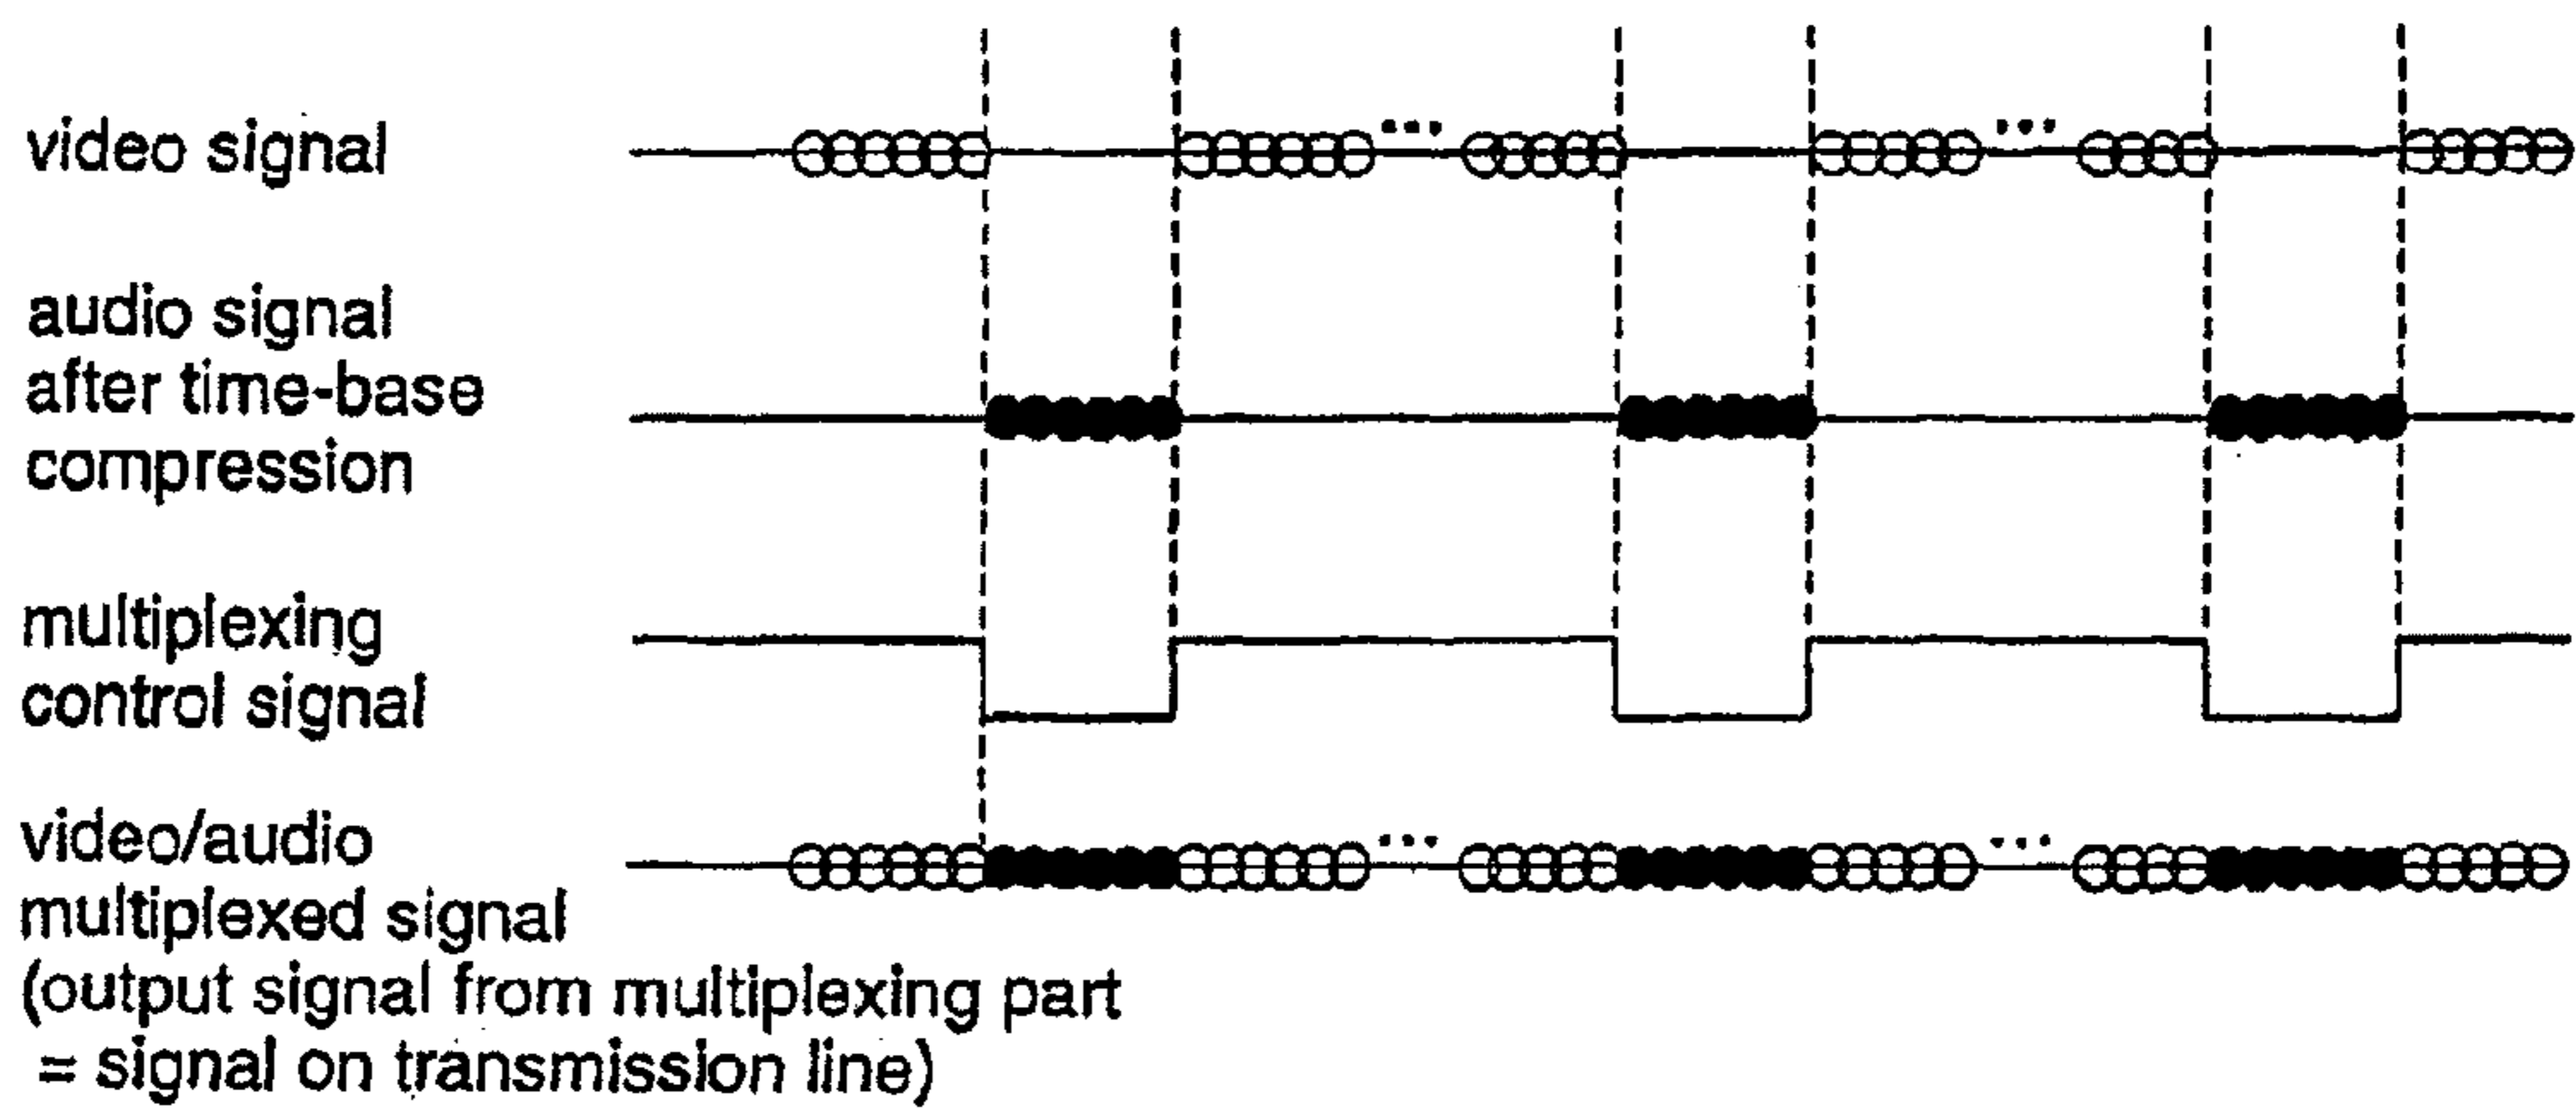 video signal
...
...
audio signal
after time-base
compression
multiplexing
control signal
video/audio
...
...
multiplexed signal
(output signal from multiplexing part
= signal on transmission line)